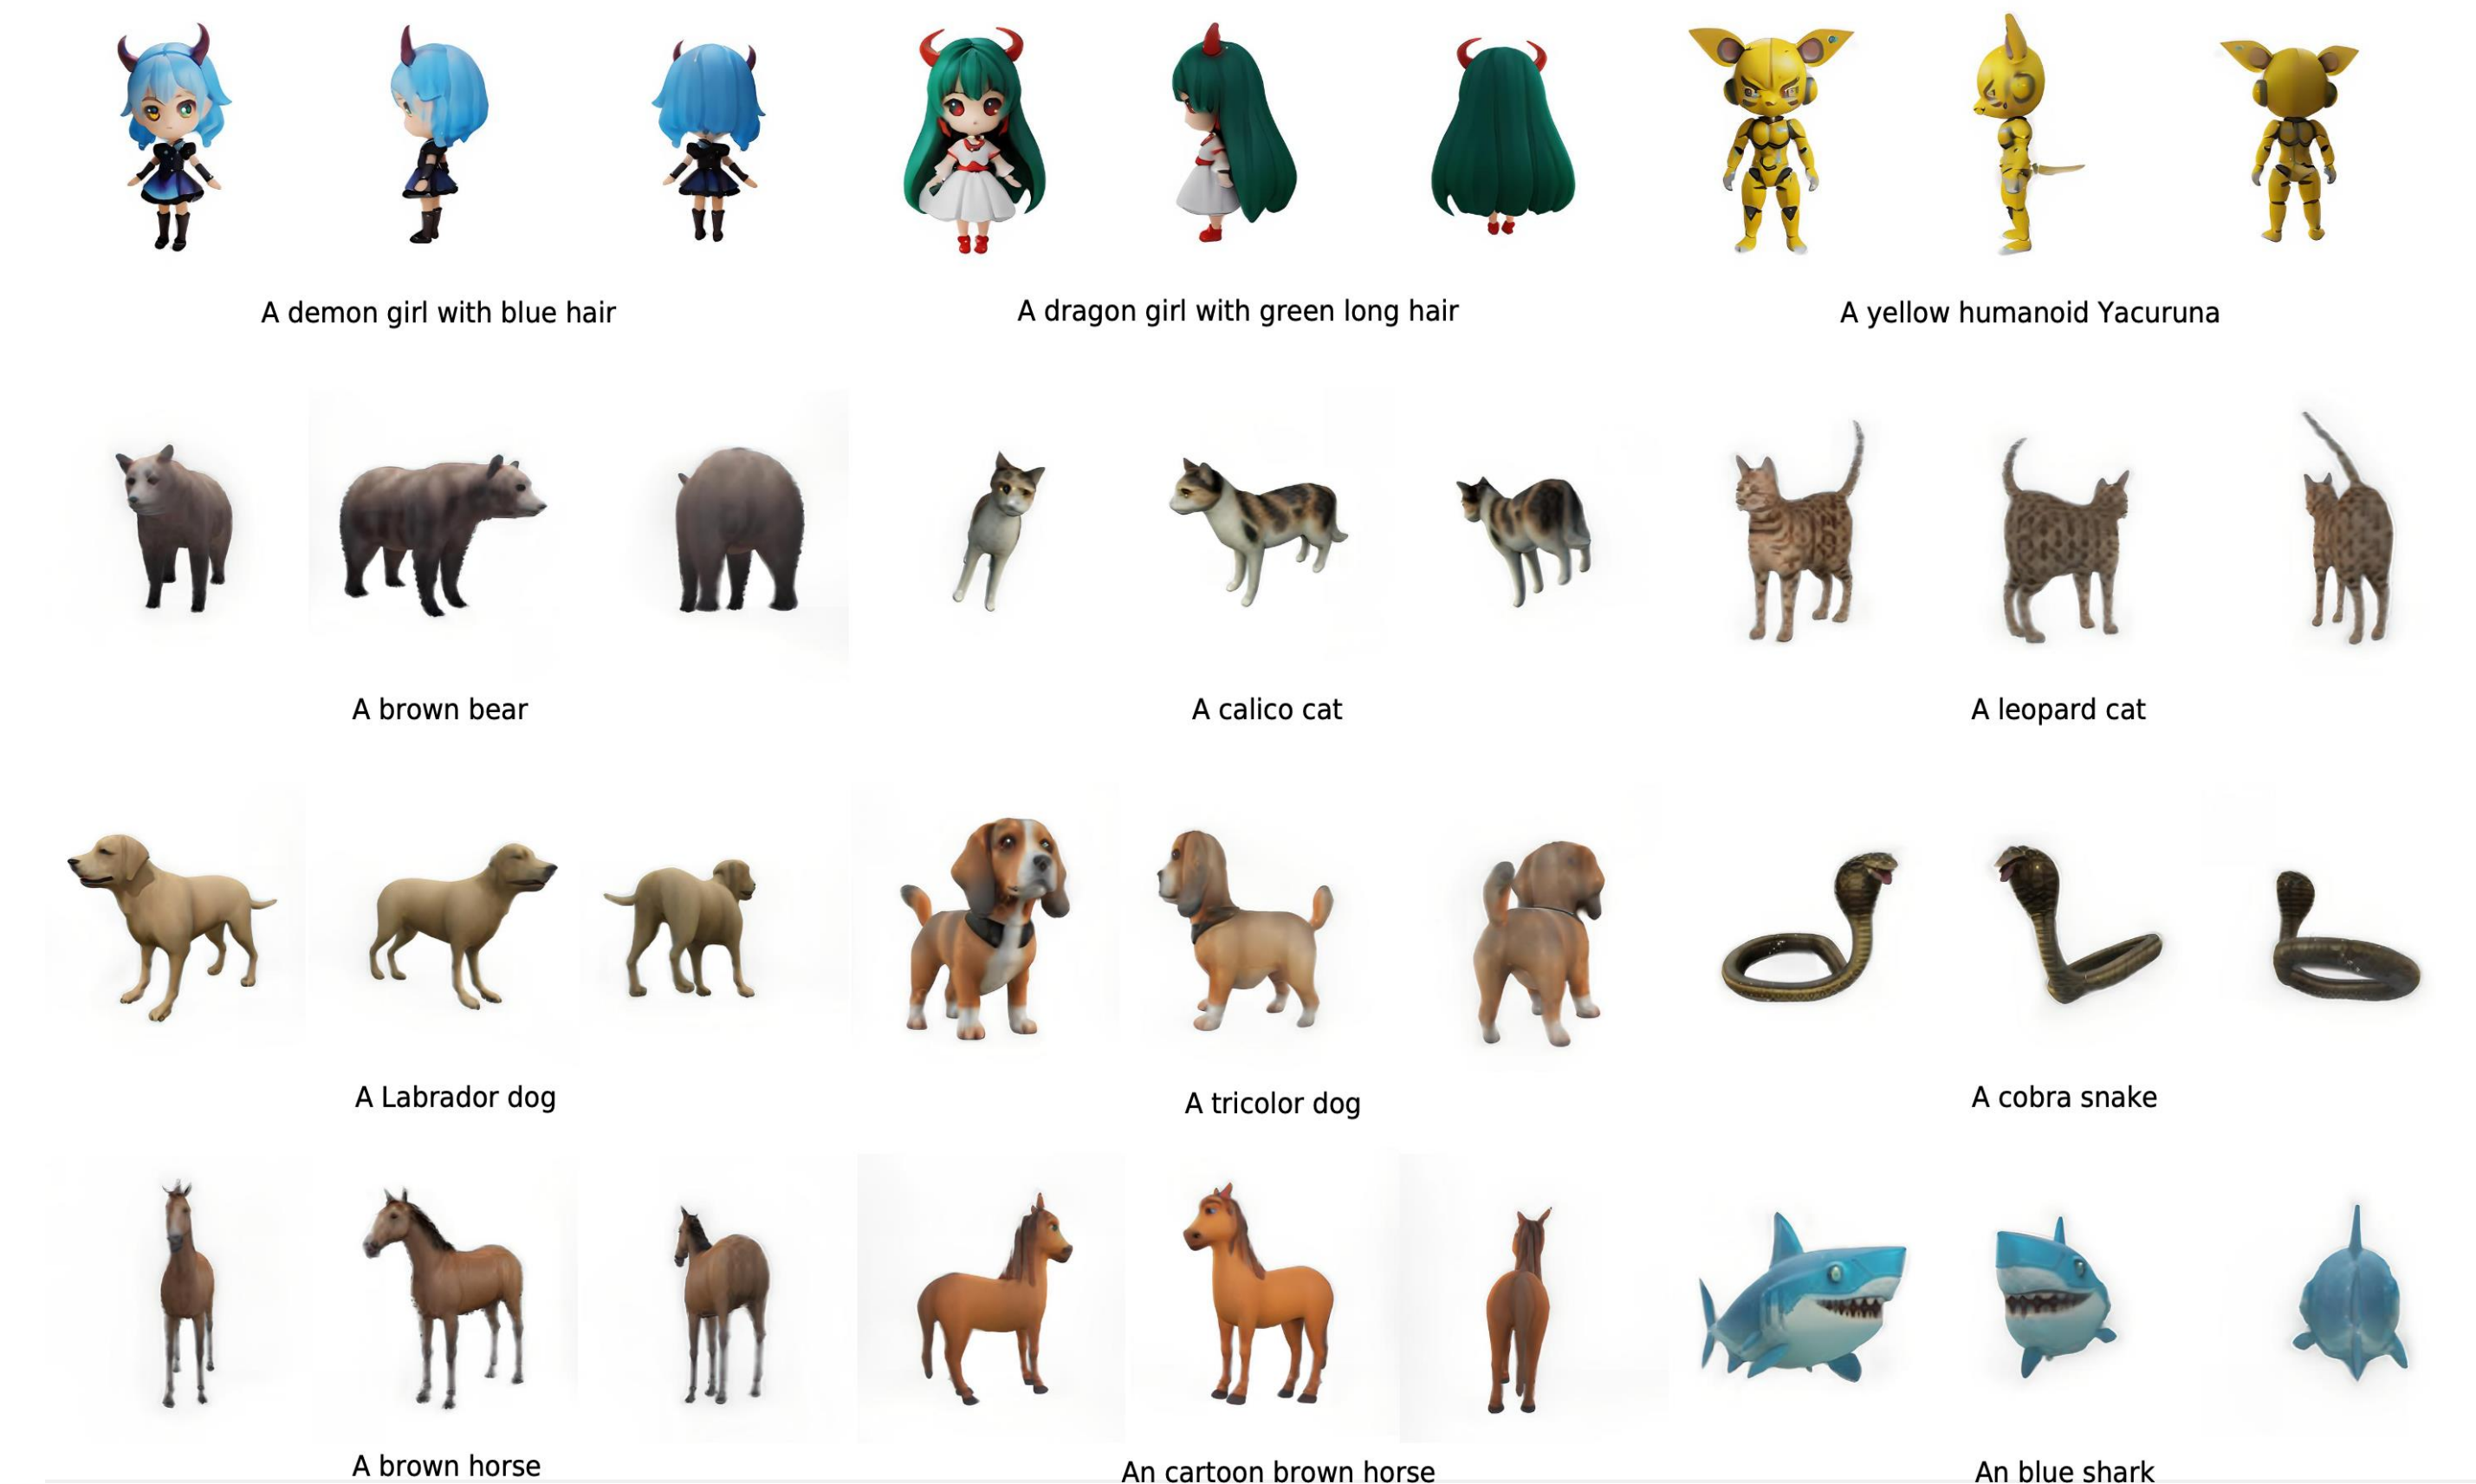 A demon girl with blue hair
A dragon girl with green long hair
A yellow humanoid Yacuruna
A brown bear
A calico cat
A leopard cat
A Labrador dog
A tricolor dog
A cobra snake
A brown horse
An cartoon brown horse
An blue shark